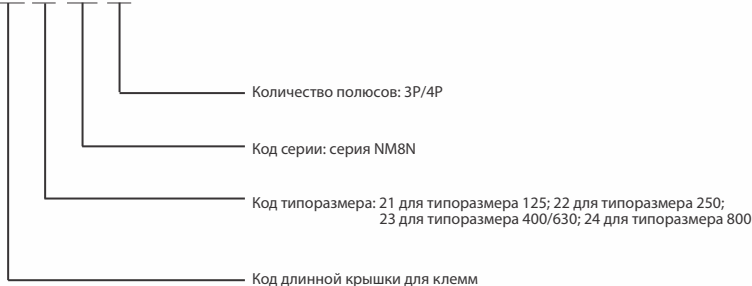 Количество полюсов: 3P/4P
Код серии: серия NM8N
Код типоразмера: 21 для типоразмера 125; 22 для типоразмера 250;
23 для типоразмера 400/630; 24 для типоразмера 800
Код длинной крышки для клемм